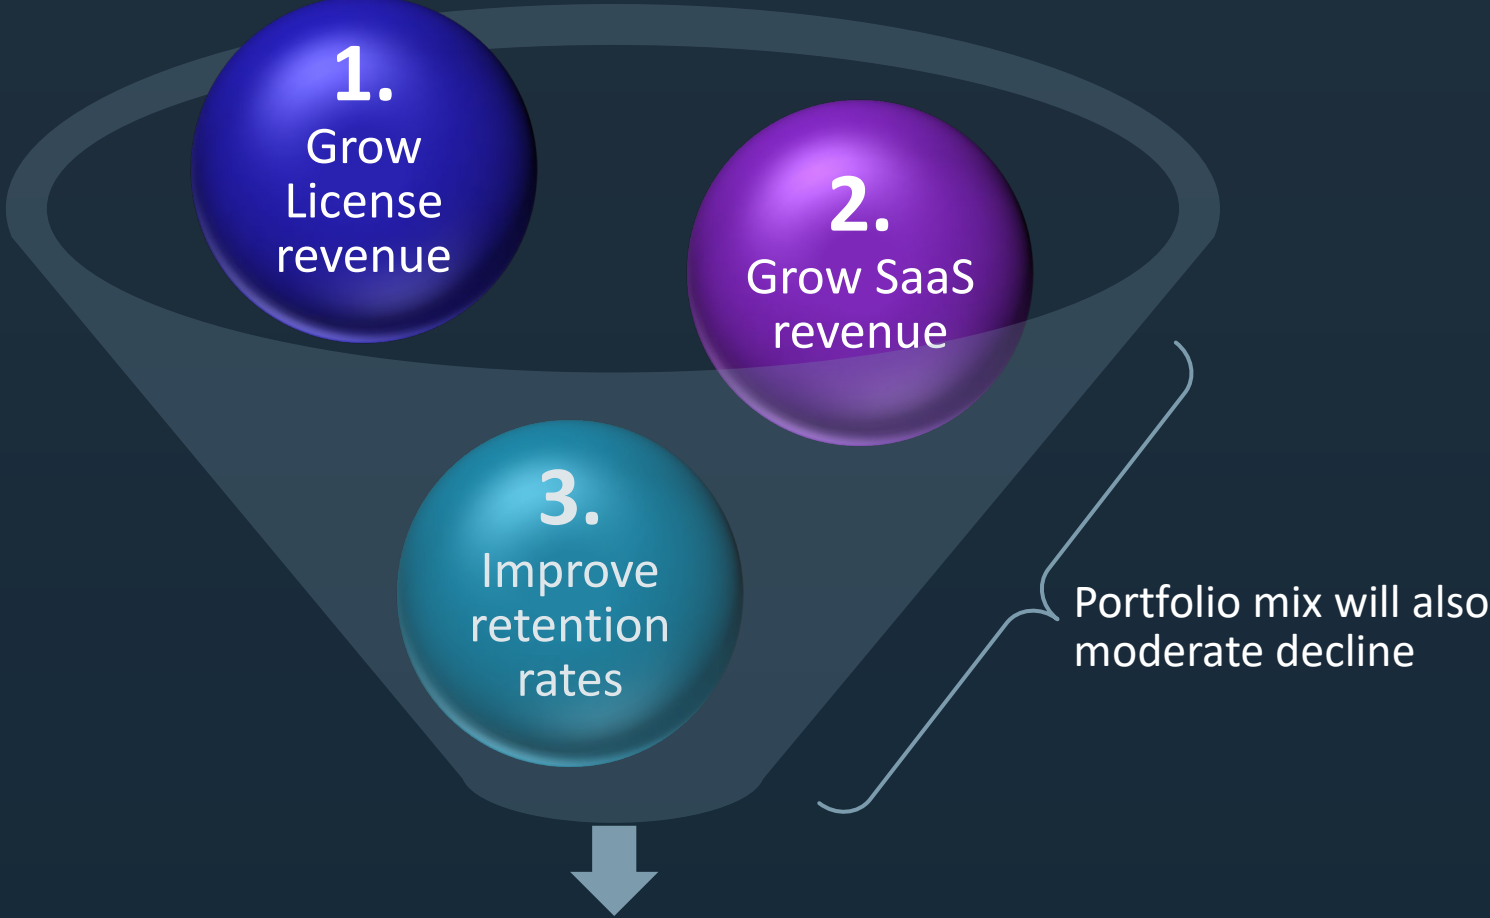 1.
Grow
License
revenue
2.
Grow SaaS
revenue
3.
Improve
retention
rates
Portfolio mix will also
moderate decline